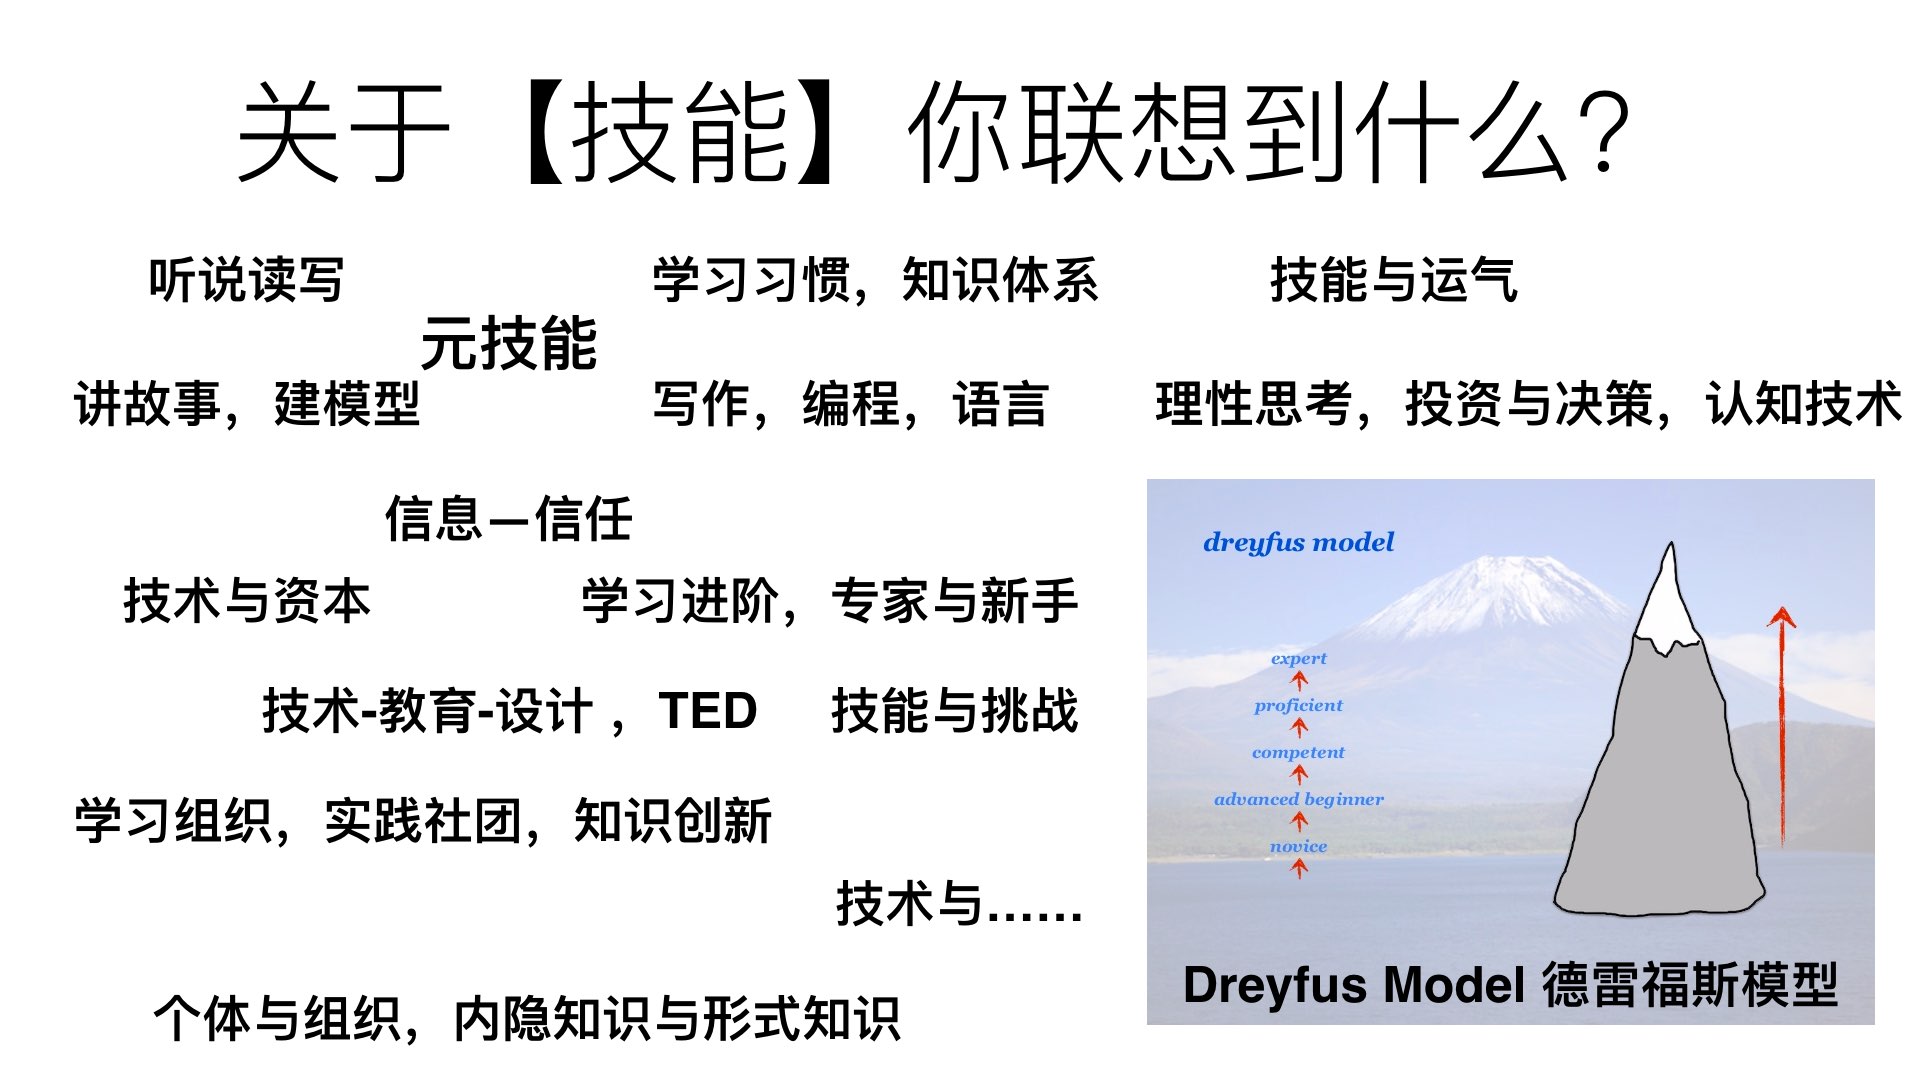 关于【技能】你联想到什么？
听说读写
学习习惯，知识体系
技能与运气
元技能
讲故事，建模型
写作，编程，语言
理性思考，投资与决策，认知技术
信息—信任
技术与资本
学习进阶，专家与新手
技术-教育-设计 ，TED
技能与挑战
学习组织，实践社团，知识创新
技术与……
个体与组织，内隐知识与形式知识
dreyfus model
expert
proficient
competent
advanced beginner
novice
Dreyfus Model 德雷福斯模型